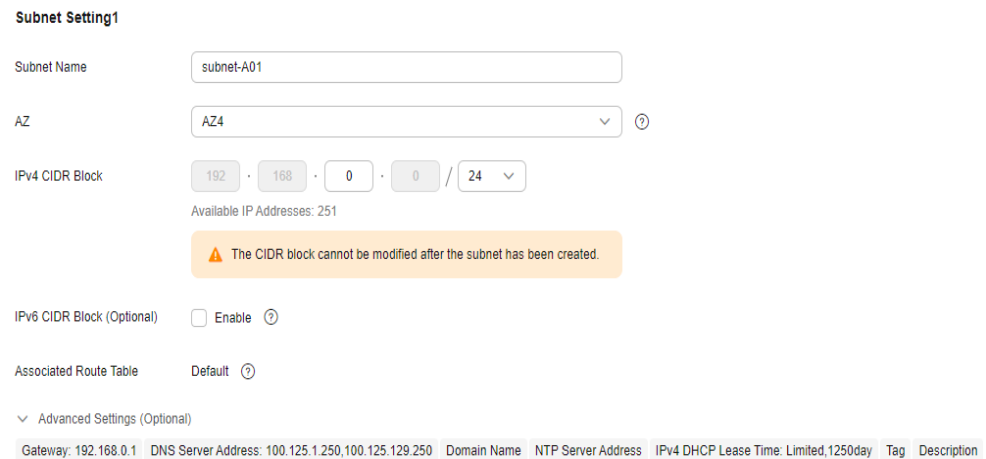 Subnet Setting1
Subnet Name subnet-A01
AZ AZ4 ?
IPv4 CIDR Block 192 . 168 . 0 . 0 / 24
Available IP Addresses: 251
The CIDR block cannot be modified after the subnet has been created.
IPv6 CIDR Block (Optional) Enable ?
Associated Route Table Default ?
Advanced Settings (Optional)
Gateway: 192.168.0.1 DNS Server Address: 100.125.1.250,100.125.129.250 Domain Name NTP Server Address IPv4 DHCP Lease Time: Limited,1250day Tag Description